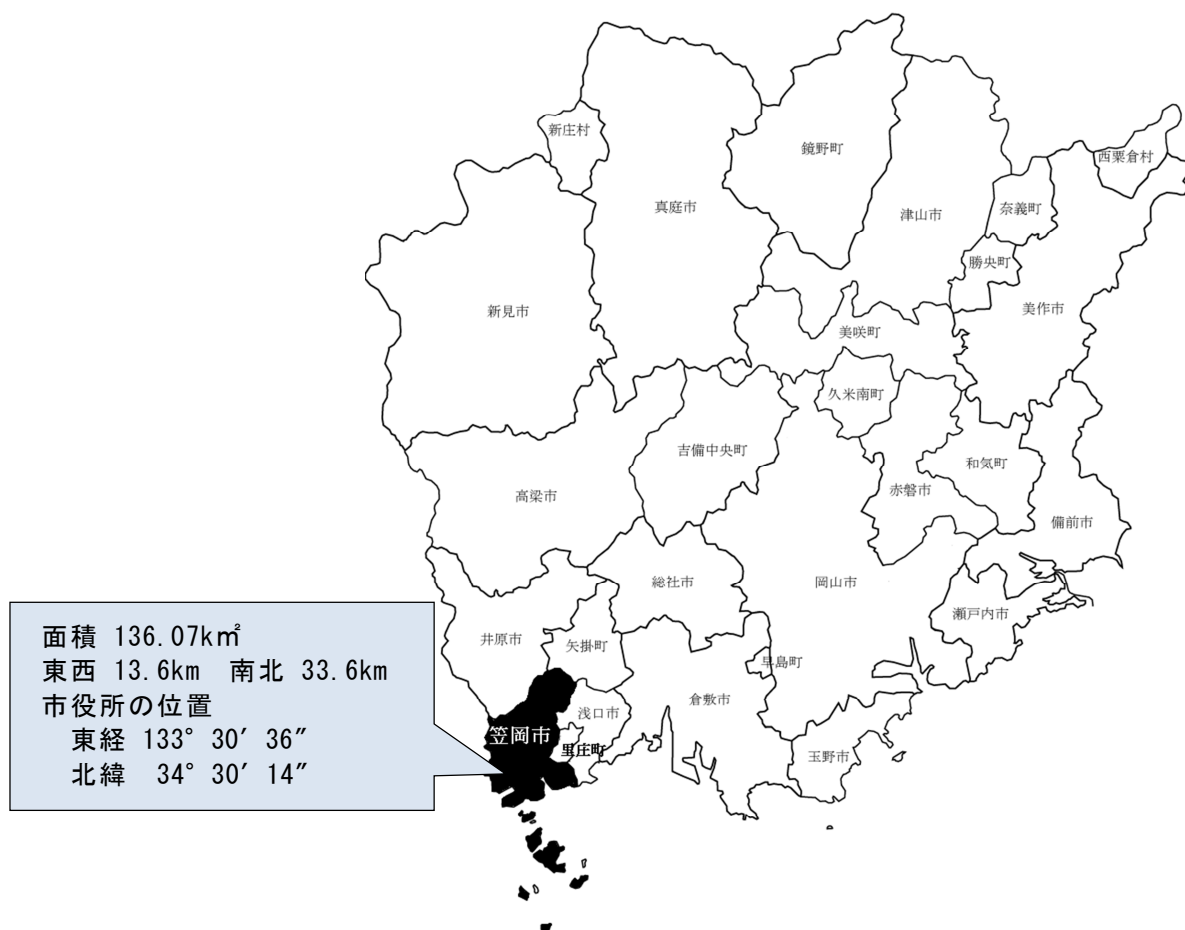 新庄村
鏡野町
西粟倉村
真庭市
津山市
奈義町
勝央町
新見市
美作市
美咲町
久米南町
吉備中央町
和気町
高梁市
赤磐市
備前市
総社市
岡山市
瀬戸内市
井原市
矢掛町
早島町
倉敷市
浅口市
笠岡市
里庄町
玉野市
面積 136.07k㎡
東西 13.6km 南北 33.6km
市役所の位置
東経 133° 30′ 36″
北緯 34° 30′ 14″